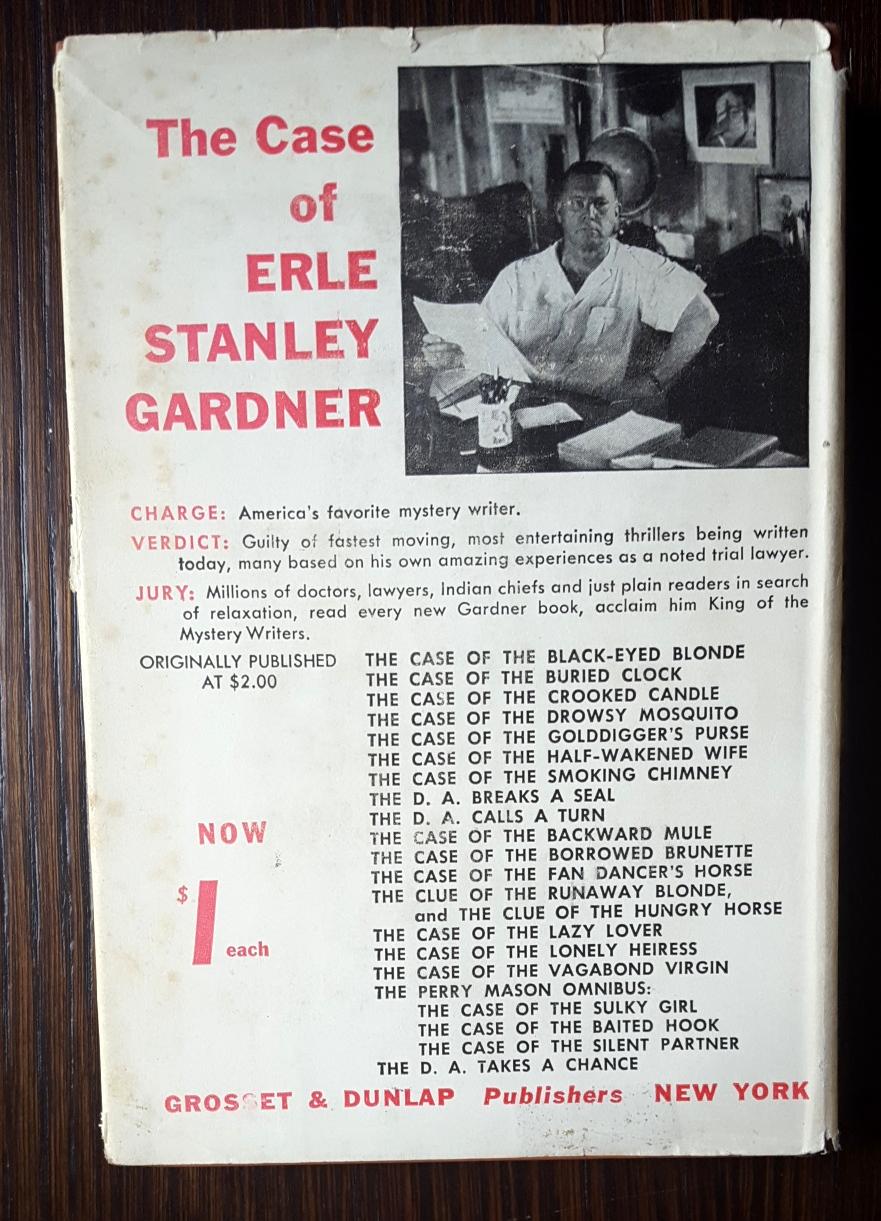 The Case
of
ERLE
STANLEY
GARDNER
CHARGE: America's favorite mystery writer.
VERDICT: Guilty of fastest moving, most entertaining thrillers being written
today, many based on his own amazing experiences as a noted trial lawyer.
JURY: Millions of doctors, lawyers, Indian chiefs and just plain readers in search
of relaxation, read every new Gardner book, acclaim him King of the
Mystery Writers.
ORIGINALLY PUBLISHED
AT $2.00
NOW
$1 each
THE CASE OF THE BLACK-EYED BLONDE
THE CASE OF THE BURIED CLOCK
THE CASE OF THE CROOKED CANDLE
THE CASE OF THE DROWSY MOSQUITO
THE CASE OF THE GOLDDIGGER'S PURSE
THE CASE OF THE HALF-WAKENED WIFE
THE CASE OF THE SMOKING CHIMNEY
THE D. A. BREAKS A SEAL
THE D. A. CALLS A TURN
THE CASE OF THE BACKWARD MULE
THE CASE OF THE BORROWED BRUNETTE
THE CASE OF THE FAN DANCER'S HORSE
THE CLUE OF THE RUNAWAY BLONDE,
and THE CLUE OF THE HUNGRY HORSE
THE CASE OF THE LAZY LOVER
THE CASE OF THE LONELY HEIRESS
THE CASE OF THE VAGABOND VIRGIN
THE PERRY MASON OMNIBUS:
THE CASE OF THE SULKY GIRL
THE CASE OF THE BAITED HOOK
THE CASE OF THE SILENT PARTNER
THE D. A. TAKES A CHANCE
GROSSET & DUNLAP Publishers NEW YORK